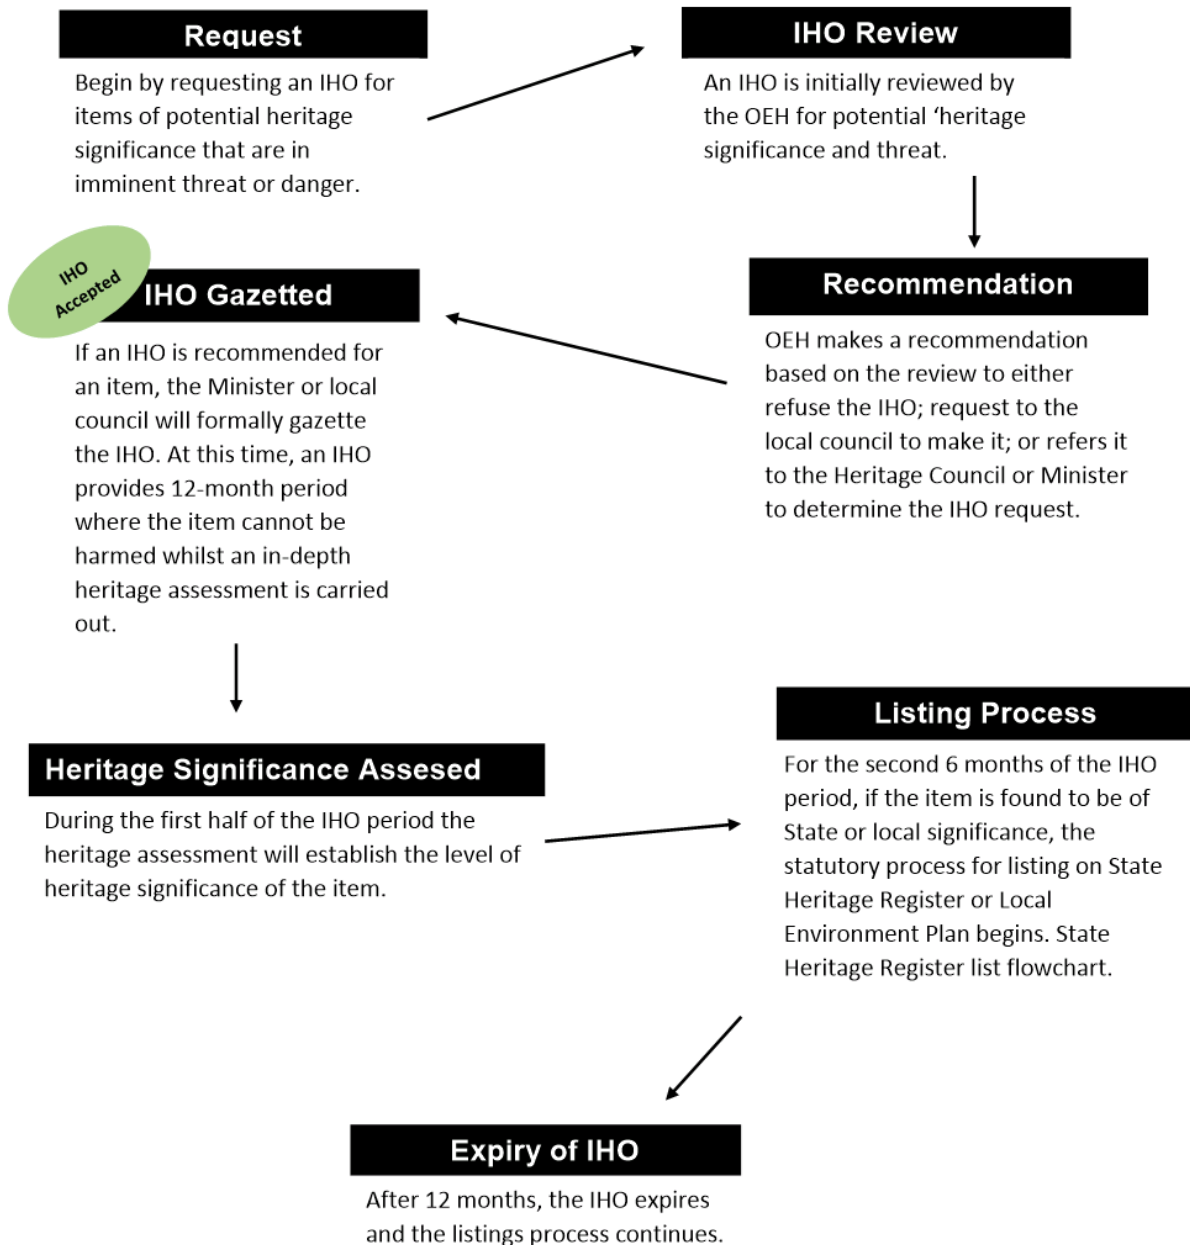 Request
Begin by requesting an IHO for
items of potential heritage
significance that are in
imminent threat or danger.
IHO Review
An IHO is initially reviewed by
the OEH for potential ‘heritage
significance and threat.
Recommendation
OEH makes a recommendation
based on the review to either
refuse the IHO; request to the
local council to make it; or refers it
to the Heritage Council or Minister
to determine the IHO request.
IHO
Accepted
IHO Gazetted
If an IHO is recommended for
an item, the Minister or local
council will formally gazette
the IHO. At this time, an IHO
provides 12-month period
where the item cannot be
harmed whilst an in-depth
heritage assessment is carried
out.
Heritage Significance Assesed
During the first half of the IHO period the
heritage assessment will establish the level of
heritage significance of the item.
Listing Process
For the second 6 months of the IHO
period, if the item is found to be of
State or local significance, the
statutory process for listing on State
Heritage Register or Local
Environment Plan begins. State
Heritage Register list flowchart.
Expiry of IHO
After 12 months, the IHO expires
and the listings process continues.